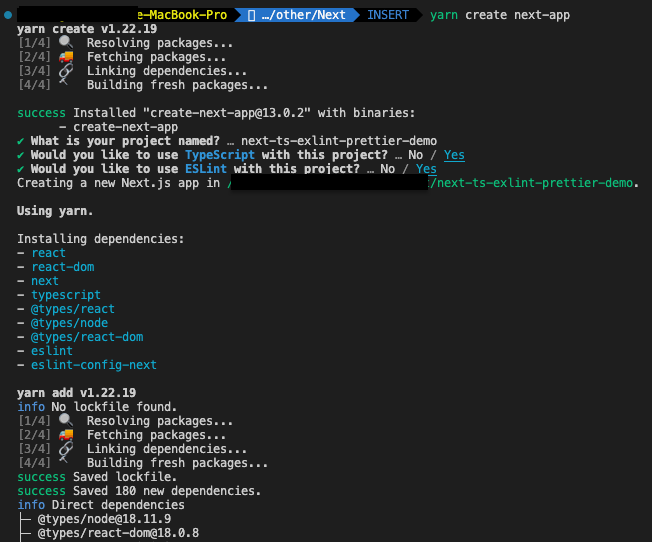 e-MacBook-Pro …/other/Next INSERT yarn create next-app
yarn create v1.22.19
[1/4] 🔍 Resolving packages...
[2/4] 🚚 Fetching packages...
[3/4] 🔗 Linking dependencies...
[4/4] Building fresh packages...
success Installed "create-next-app@13.0.2" with binaries:
- create-next-app
✔ What is your project named? … next-ts-exlint-prettier-demo
✔ Would you like to use TypeScript with this project? … No / Yes
✔ Would you like to use ESLint with this project? … No / Yes
Creating a new Next.js app in / /next-ts-exlint-prettier-demo.
Using yarn.
Installing dependencies:
- react
- react-dom
- next
- typescript
- @types/react
- @types/node
- @types/react-dom
- eslint
- eslint-config-next
yarn add v1.22.19
info No lockfile found.
[1/4] 🔍 Resolving packages...
[2/4] 🚚 Fetching packages...
[3/4] 🔗 Linking dependencies...
[4/4] Building fresh packages...
success Saved lockfile.
success Saved 180 new dependencies.
info Direct dependencies
├─ @types/node@18.11.9
├─ @types/react-dom@18.0.8